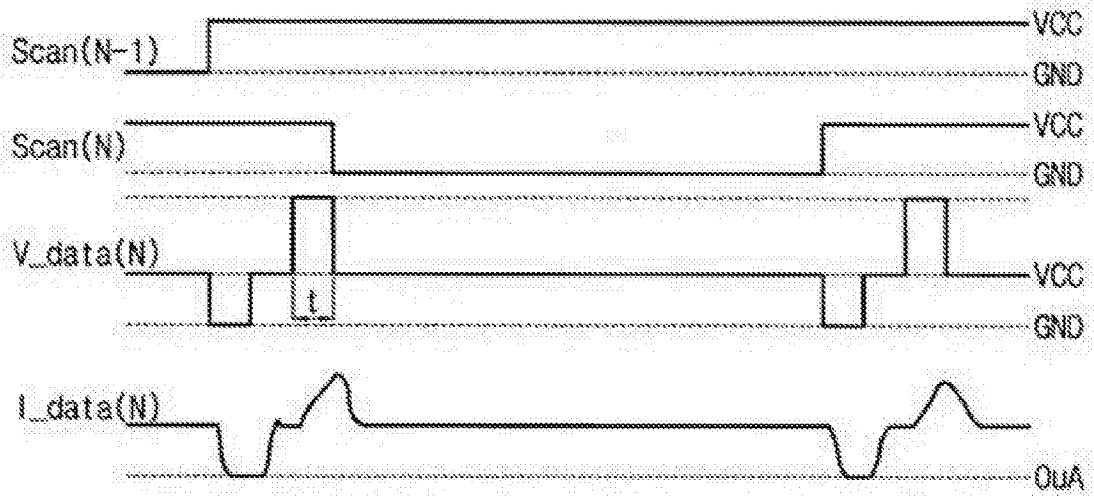 Scan(N-1)
VCC
GND
Scan(N)
VCC
GND
V_data(N)
VCC
t
GND
I_data(N)
0uA